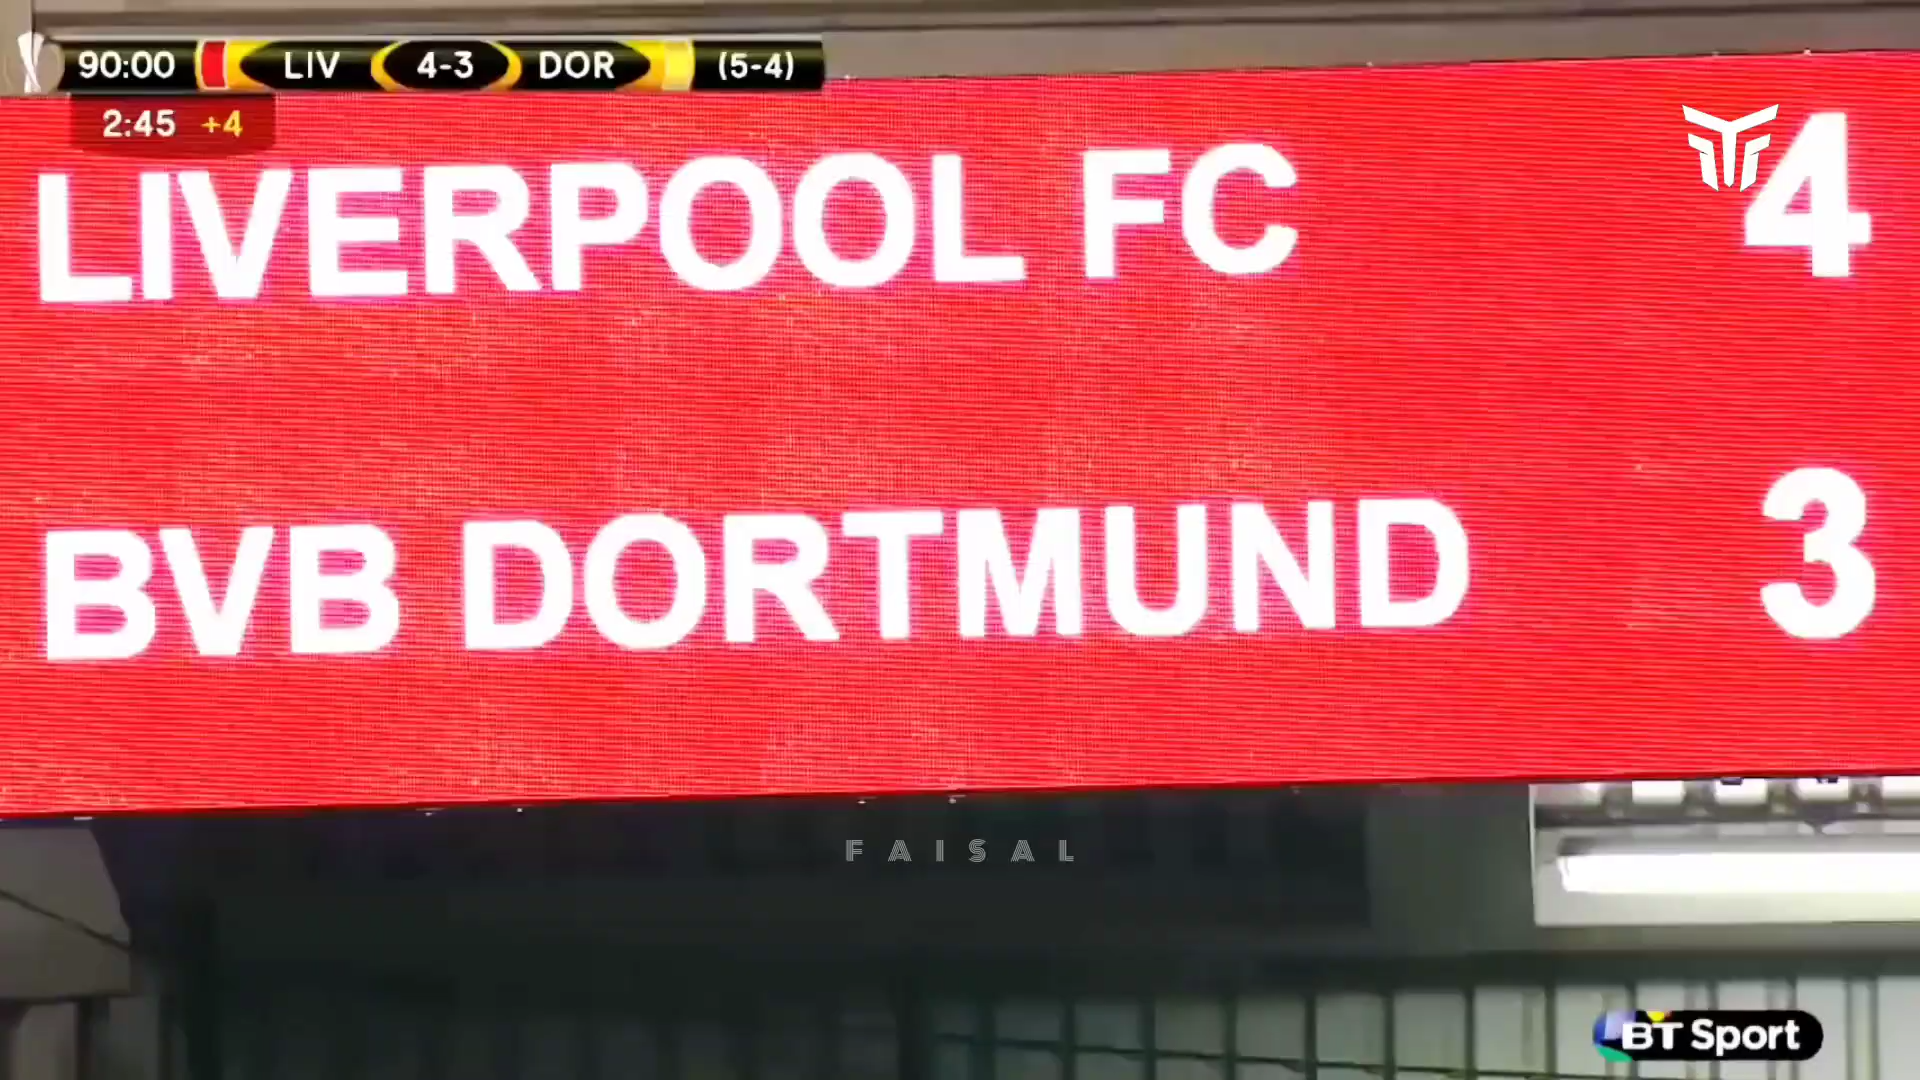 90:00 LIV 4-3 DOR (5-4)
2:45 +4
LIVERPOOL FC 4
BVB DORTMUND 3
FAISAL
BT Sport